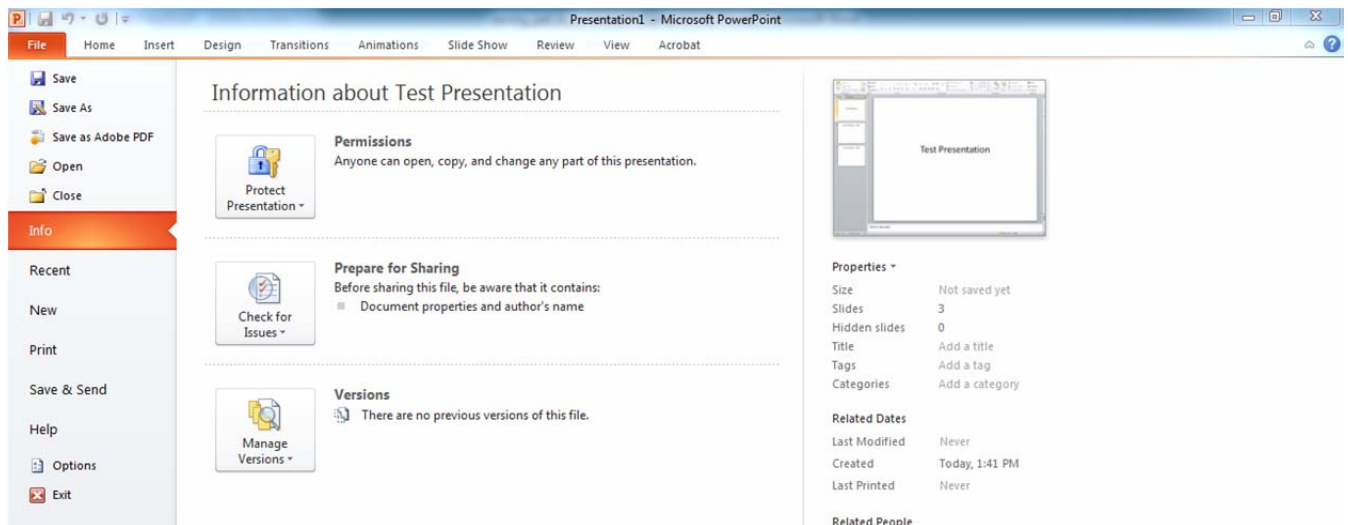 Presentation1 - Microsoft PowerPoint
File Home Insert Design Transitions Animations Slide Show Review View Acrobat
Save
Save As
Save as Adobe PDF
Open
Close
Info
Recent
New
Print
Save & Send
Help
Options
Exit
Information about Test Presentation
Protect
Presentation
Permissions
Anyone can open, copy, and change any part of this presentation.
Check for
Issues
Prepare for Sharing
Before sharing this file, be aware that it contains:
Document properties and author's name
Manage
Versions
Versions
There are no previous versions of this file.
Test Presentation
Properties
Size Not saved yet
Slides 3
Hidden slides 0
Title Add a title
Tags Add a tag
Categories Add a category
Related Dates
Last Modified Never
Created Today, 1:41 PM
Last Printed Never
Related People